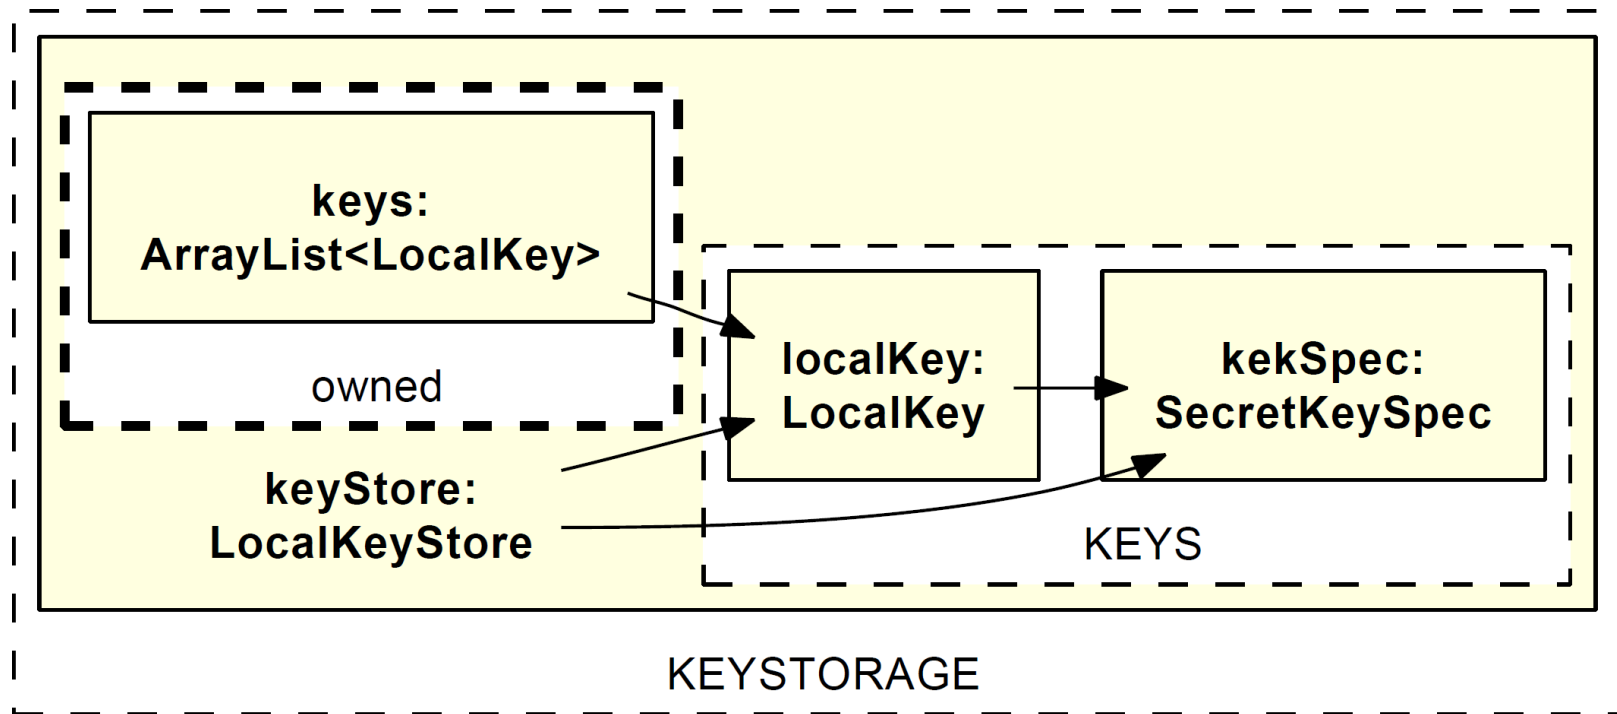 keys:
ArrayList<LocalKey>
owned
localKey:
LocalKey
kekSpec:
SecretKeySpec
keyStore:
LocalKeyStore
KEYS
KEYSTORAGE